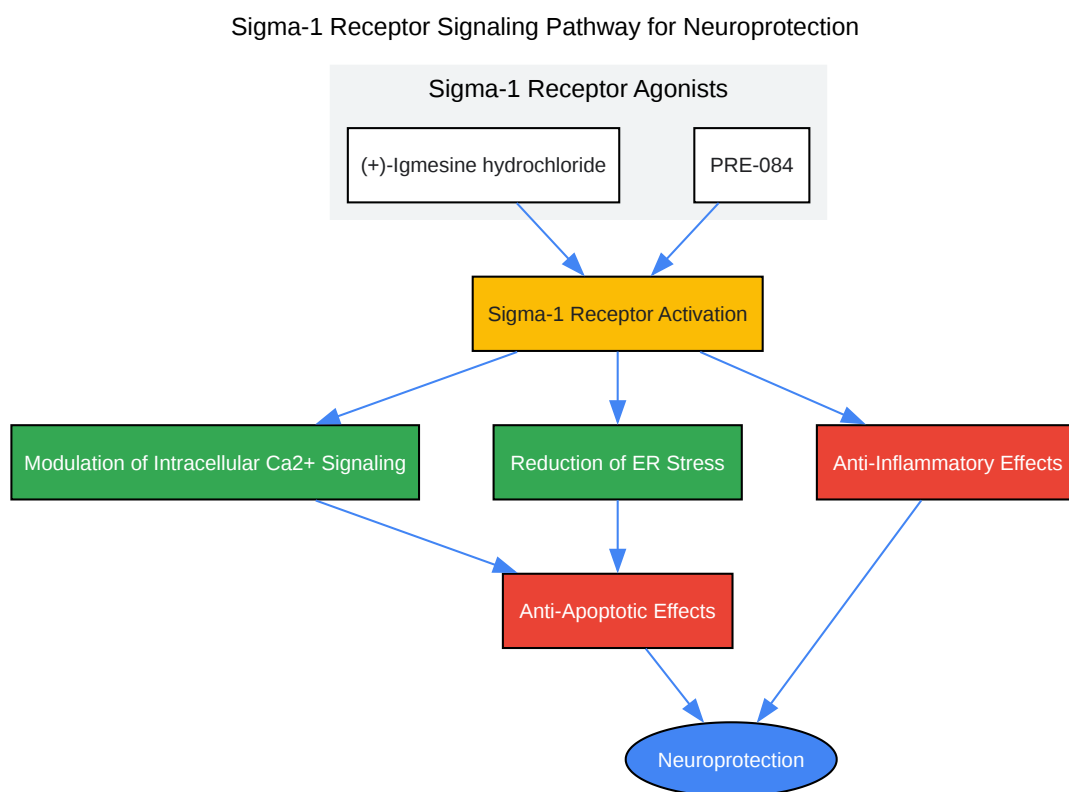 Sigma-1 Receptor Signaling Pathway for Neuroprotection
Sigma-1 Receptor Agonists
(+)-Igmesine hydrochloride
PRE-084
Sigma-1 Receptor Activation
Modulation of Intracellular Ca2+ Signaling
Reduction of ER Stress
Anti-Inflammatory Effects
Anti-Apoptotic Effects
Neuroprotection